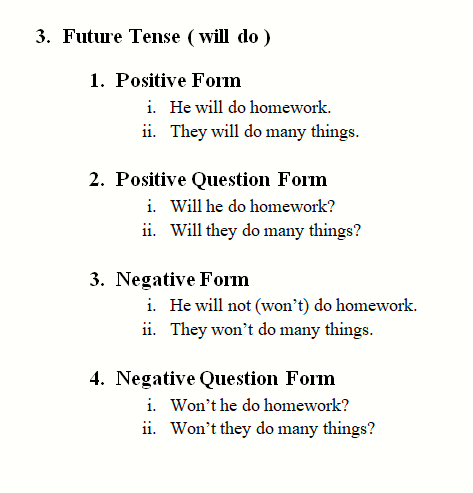 3. Future Tense ( will do )
1. Positive Form
i. He will do homework.
ii. They will do many things.
2. Positive Question Form
i. Will he do homework?
ii. Will they do many things?
3. Negative Form
i. He will not (won’t) do homework.
ii. They won’t do many things.
4. Negative Question Form
i. Won’t he do homework?
ii. Won’t they do many things?